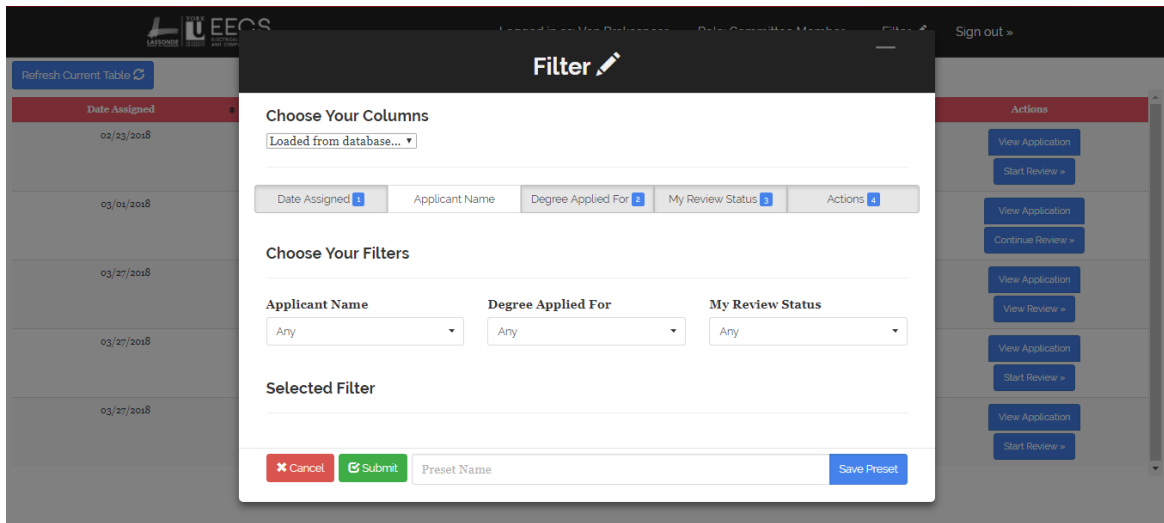 LASSONDE
YORK
U
EECS
Sign out »
Refresh Current Table
Filter
Date Assigned
Actions
Choose Your Columns
Loaded from database...
02/23/2018
View Application
Start Review »
Date Assigned 1 Applicant Name Degree Applied For 2 My Review Status 3 Actions 4
03/01/2018
View Application
Continue Review »
Choose Your Filters
03/27/2018
View Application
Applicant Name Degree Applied For My Review Status
View Review »
Any Any Any
03/27/2018
View Application
Start Review »
Selected Filter
03/27/2018
View Application
Start Review »
Cancel Submit Preset Name Save Preset